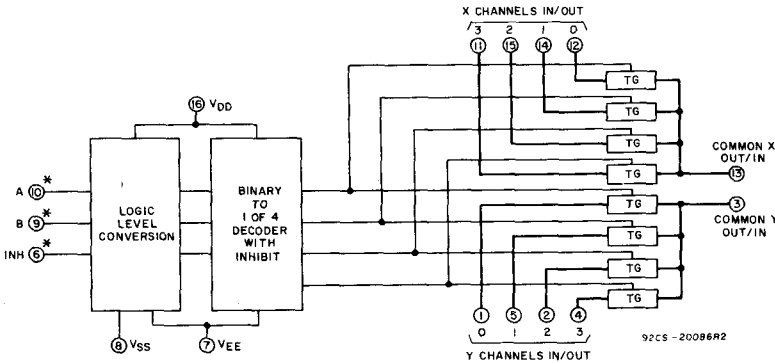 X CHANNELS IN/OUT
3 2 1 0
11 15 14 12
TG
TG
TG
TG
COMMON X
OUT/IN
13
16 VDD
A 10 *
B 9 *
INH 6 *
LOGIC
LEVEL
CONVERSION
BINARY
TO
1 OF 4
DECODER
WITH
INHIBIT
TG
TG
TG
TG
3
COMMON Y
OUT/IN
8 VSS
7 VEE
1 5 2 4
0 1 2 3
Y CHANNELS IN/OUT
92CS-20086R2